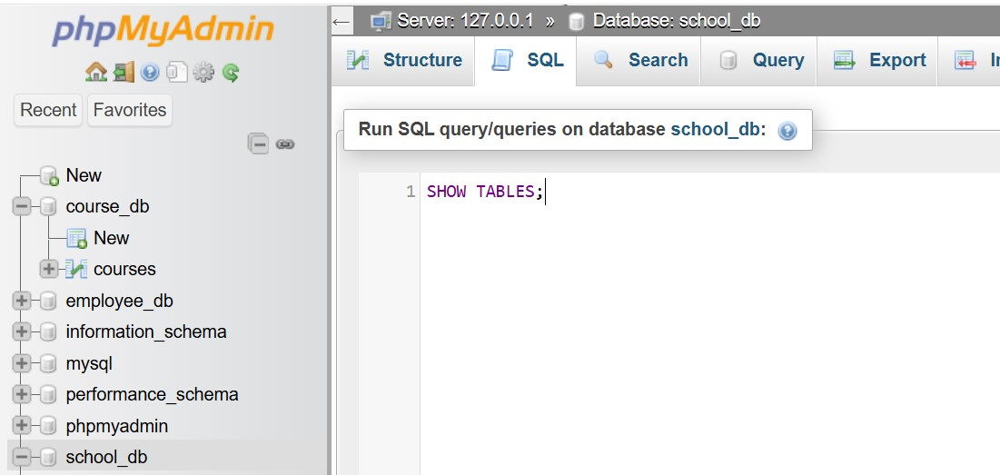 phpMyAdmin
Recent Favorites
New
course_db
New
courses
employee_db
information_schema
mysql
performance_schema
phpmyadmin
school_db
Server: 127.0.0.1 » Database: school_db
Structure SQL Search Query Export
Run SQL query/queries on database school_db:
1 SHOW TABLES;